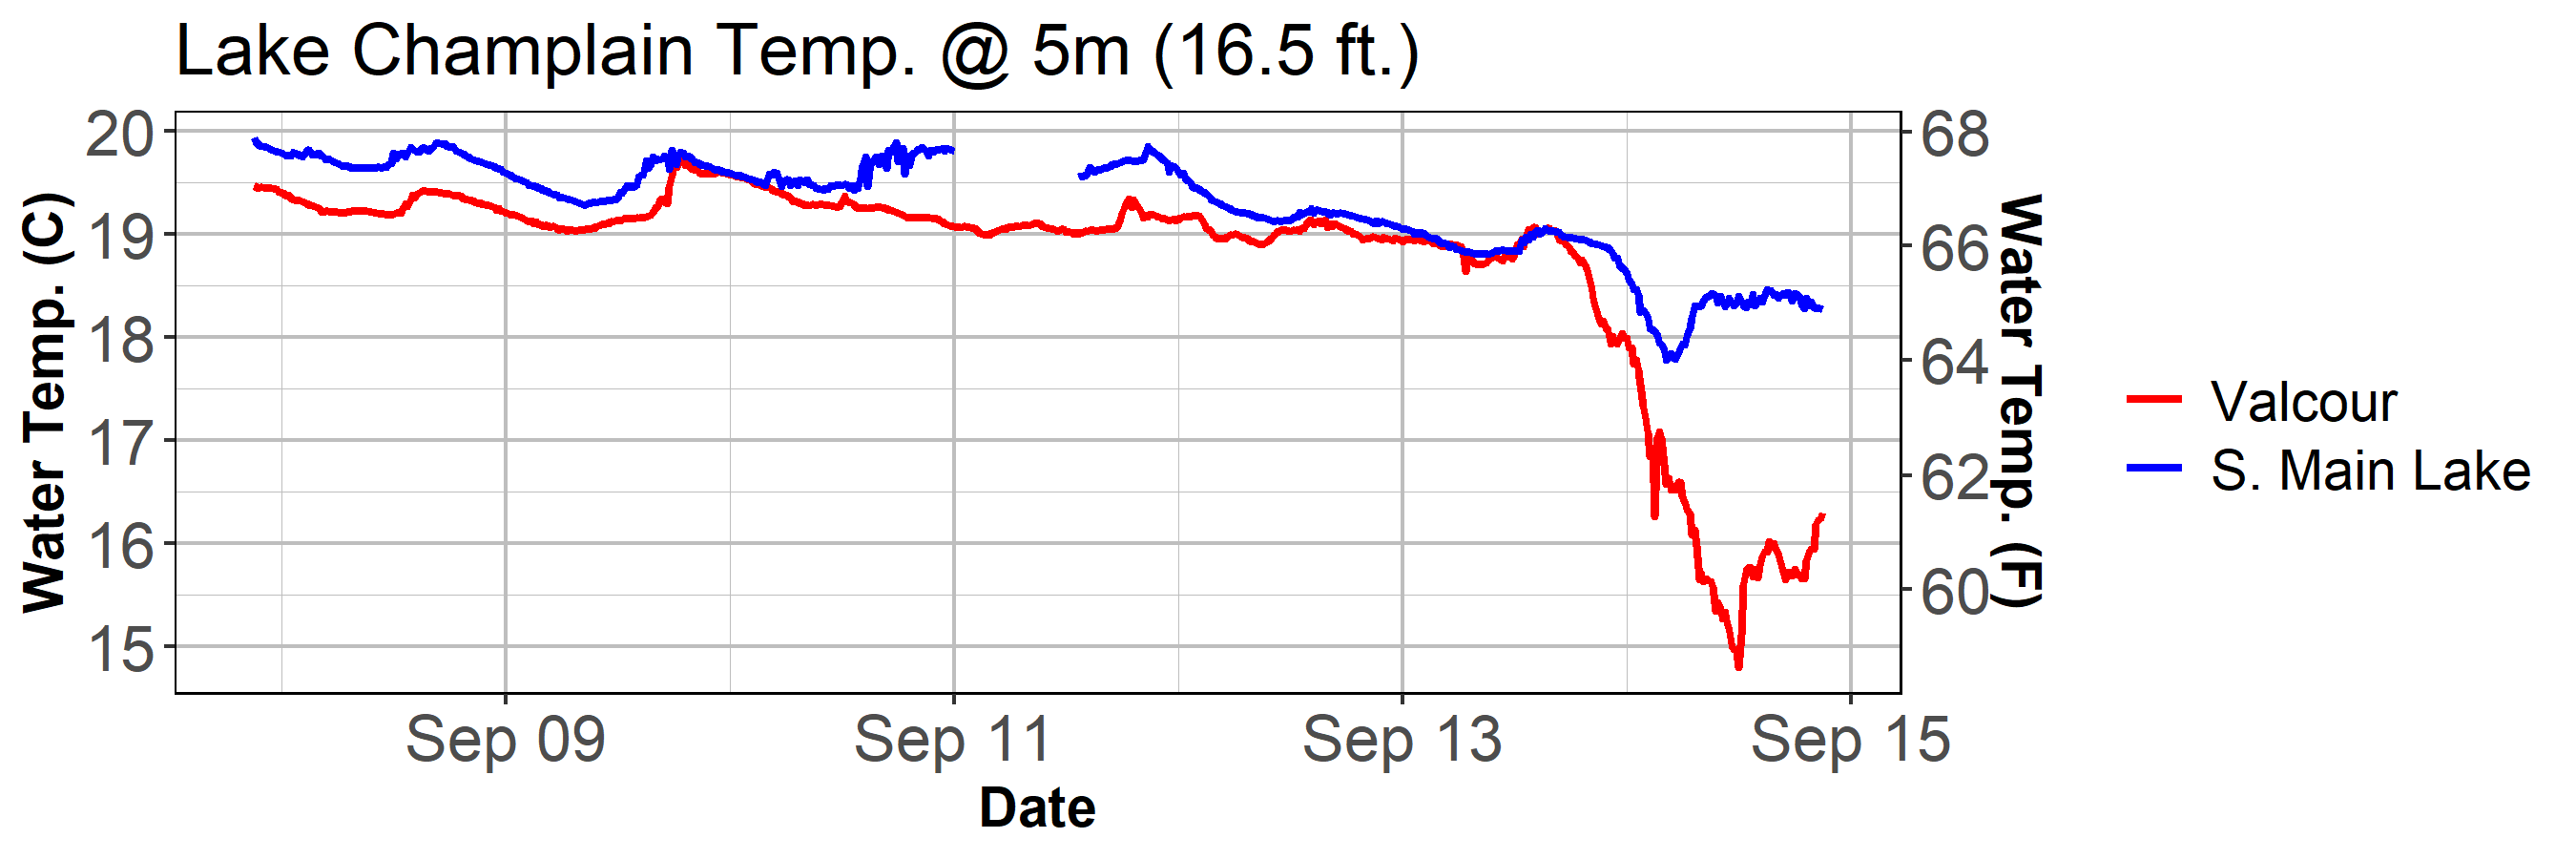 Lake Champlain Temp. @ 5m (16.5 ft.)
Water Temp. (C)
20
19
18
17
16
15
68
66
64
62
60
Water Temp. (F)
Sep 09
Sep 11
Sep 13
Sep 15
Date
Valcour
S. Main Lake